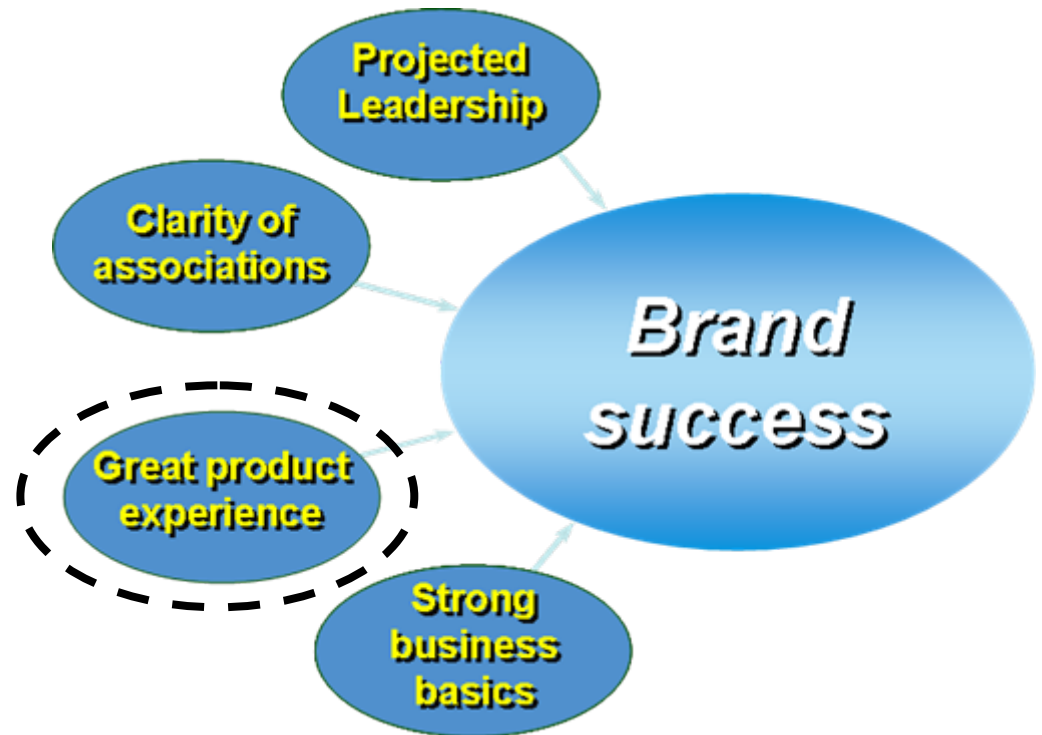 Projected
Leadership
Clarity of
associations
Great product
experience
Strong
business
basics
Brand
success